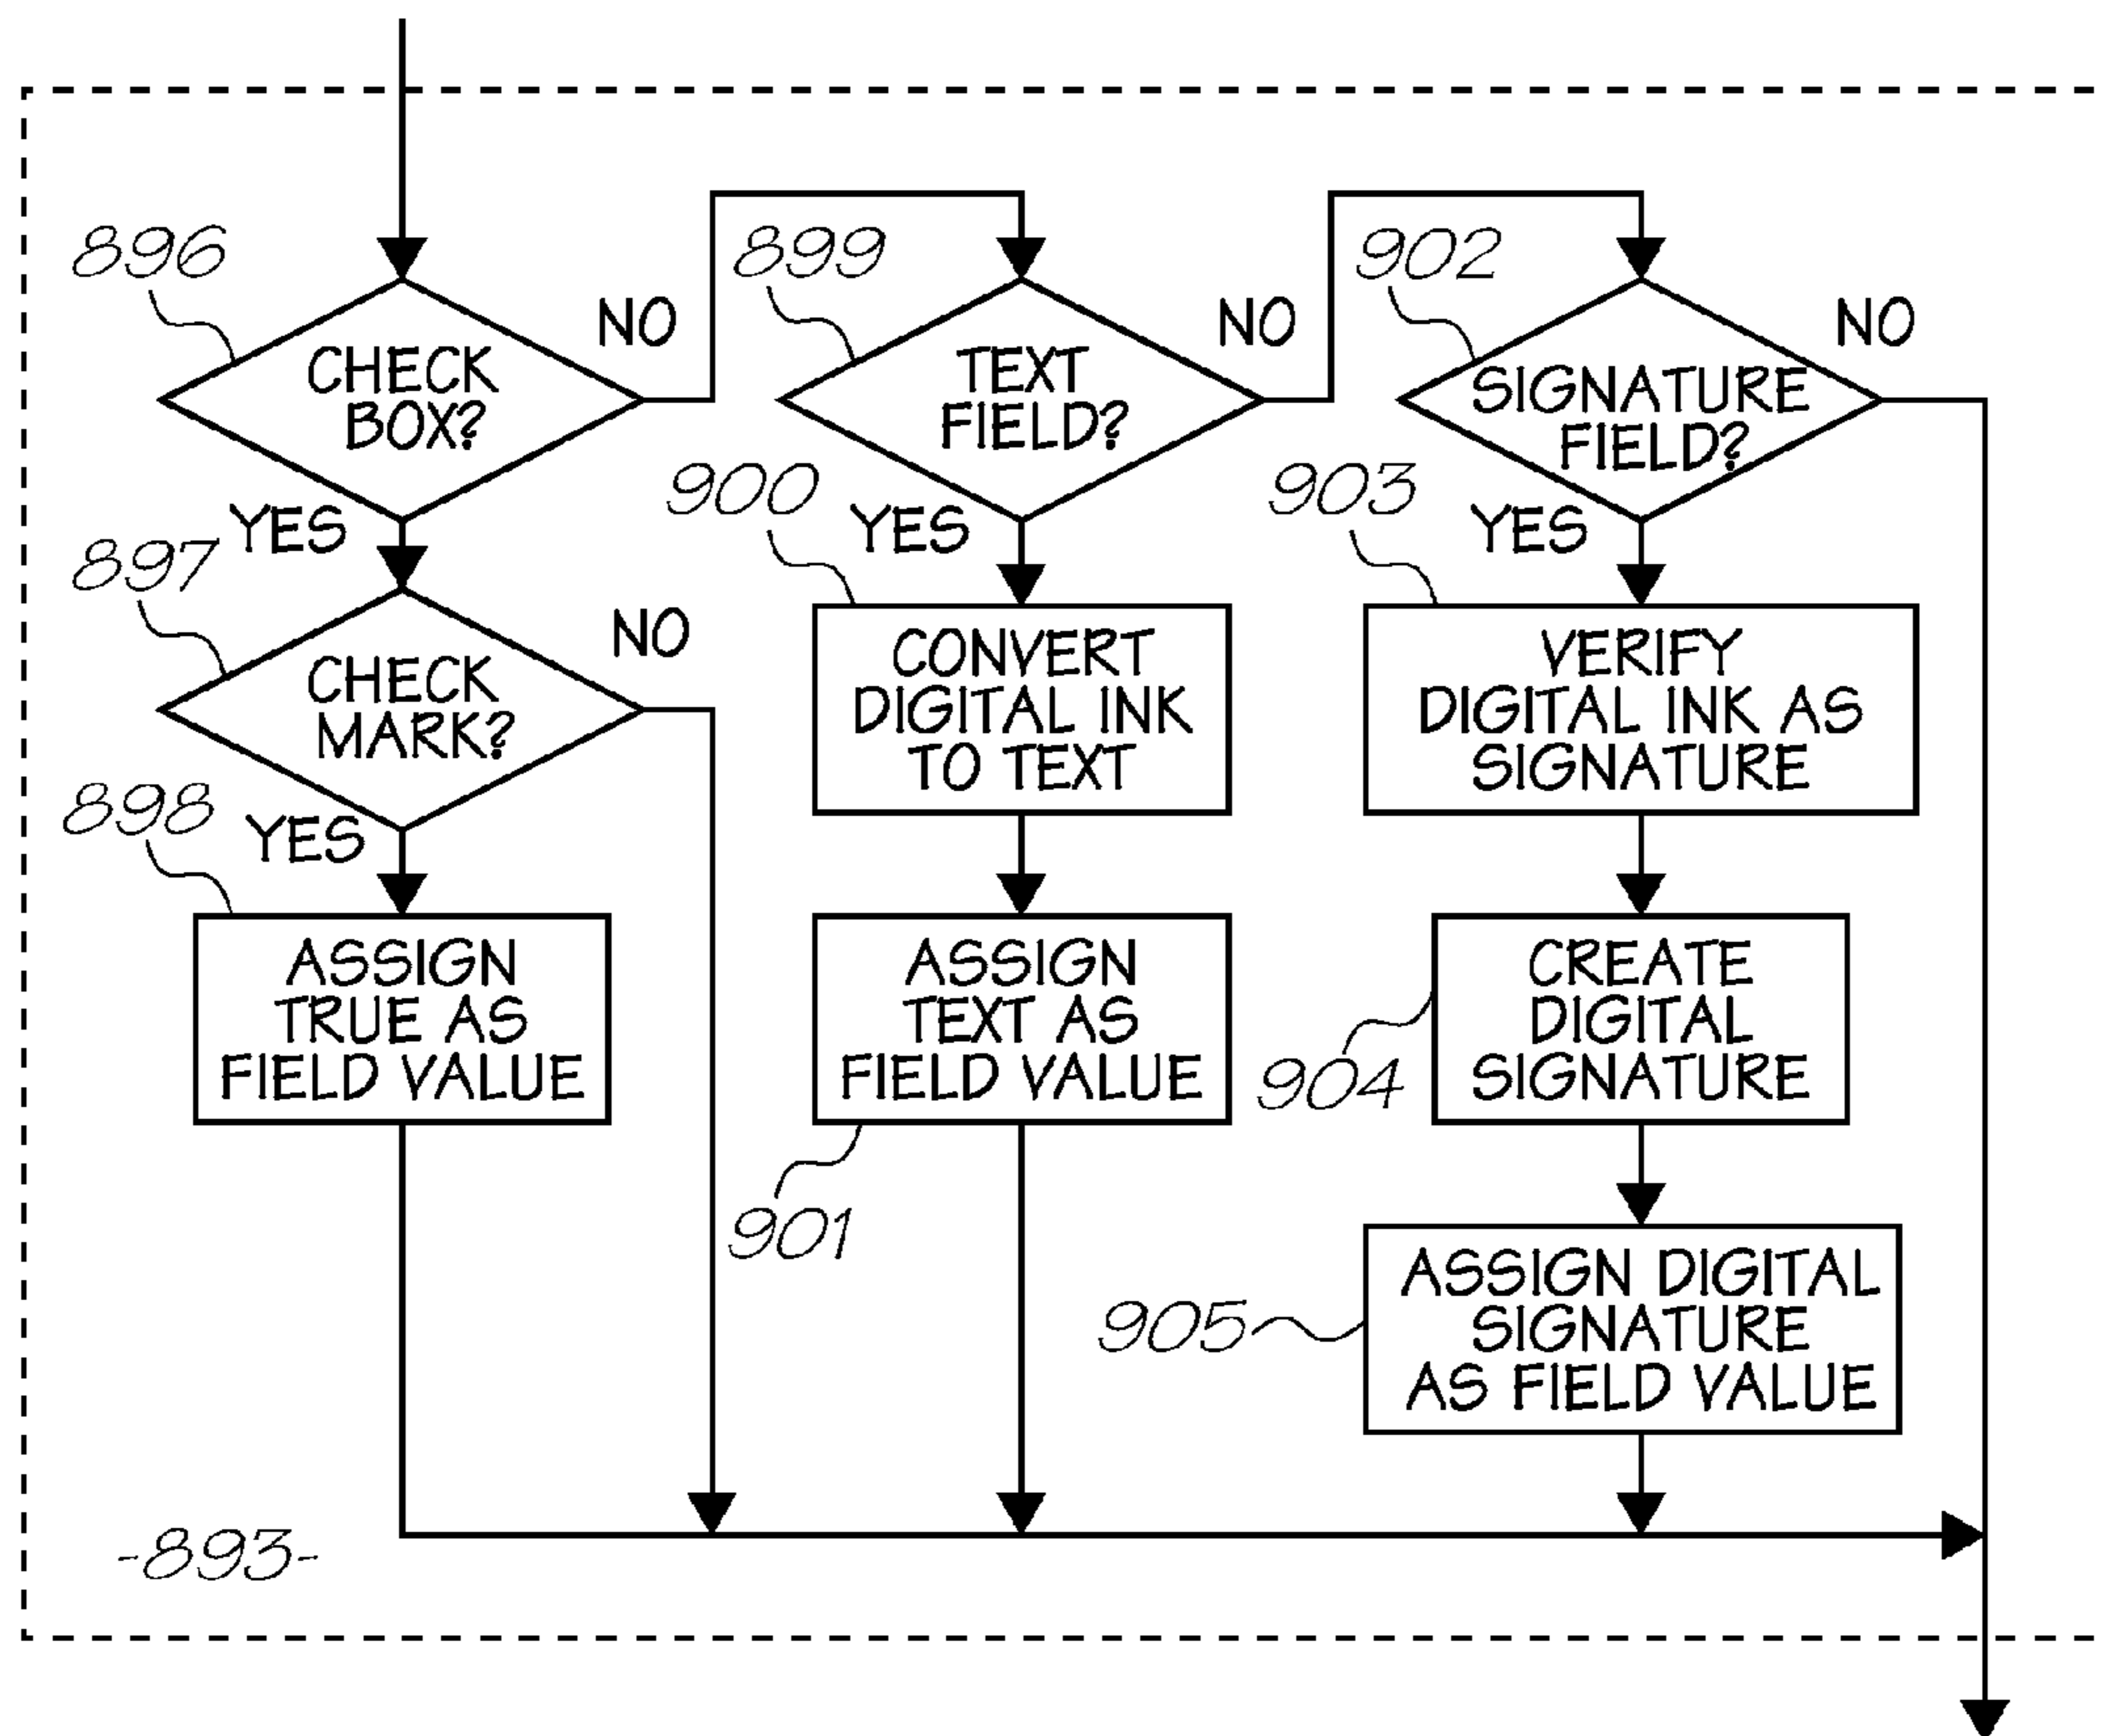 896
CHECK
BOX?
NO
YES
897
CHECK
MARK?
NO
YES
898
ASSIGN
TRUE AS
FIELD VALUE
899
TEXT
FIELD?
NO
YES
900
CONVERT
DIGITAL INK
TO TEXT
ASSIGN
TEXT AS
FIELD VALUE
901
902
SIGNATURE
FIELD?
NO
YES
903
VERIFY
DIGITAL INK AS
SIGNATURE
CREATE
DIGITAL
SIGNATURE
904
ASSIGN DIGITAL
SIGNATURE
AS FIELD VALUE
905
-893-